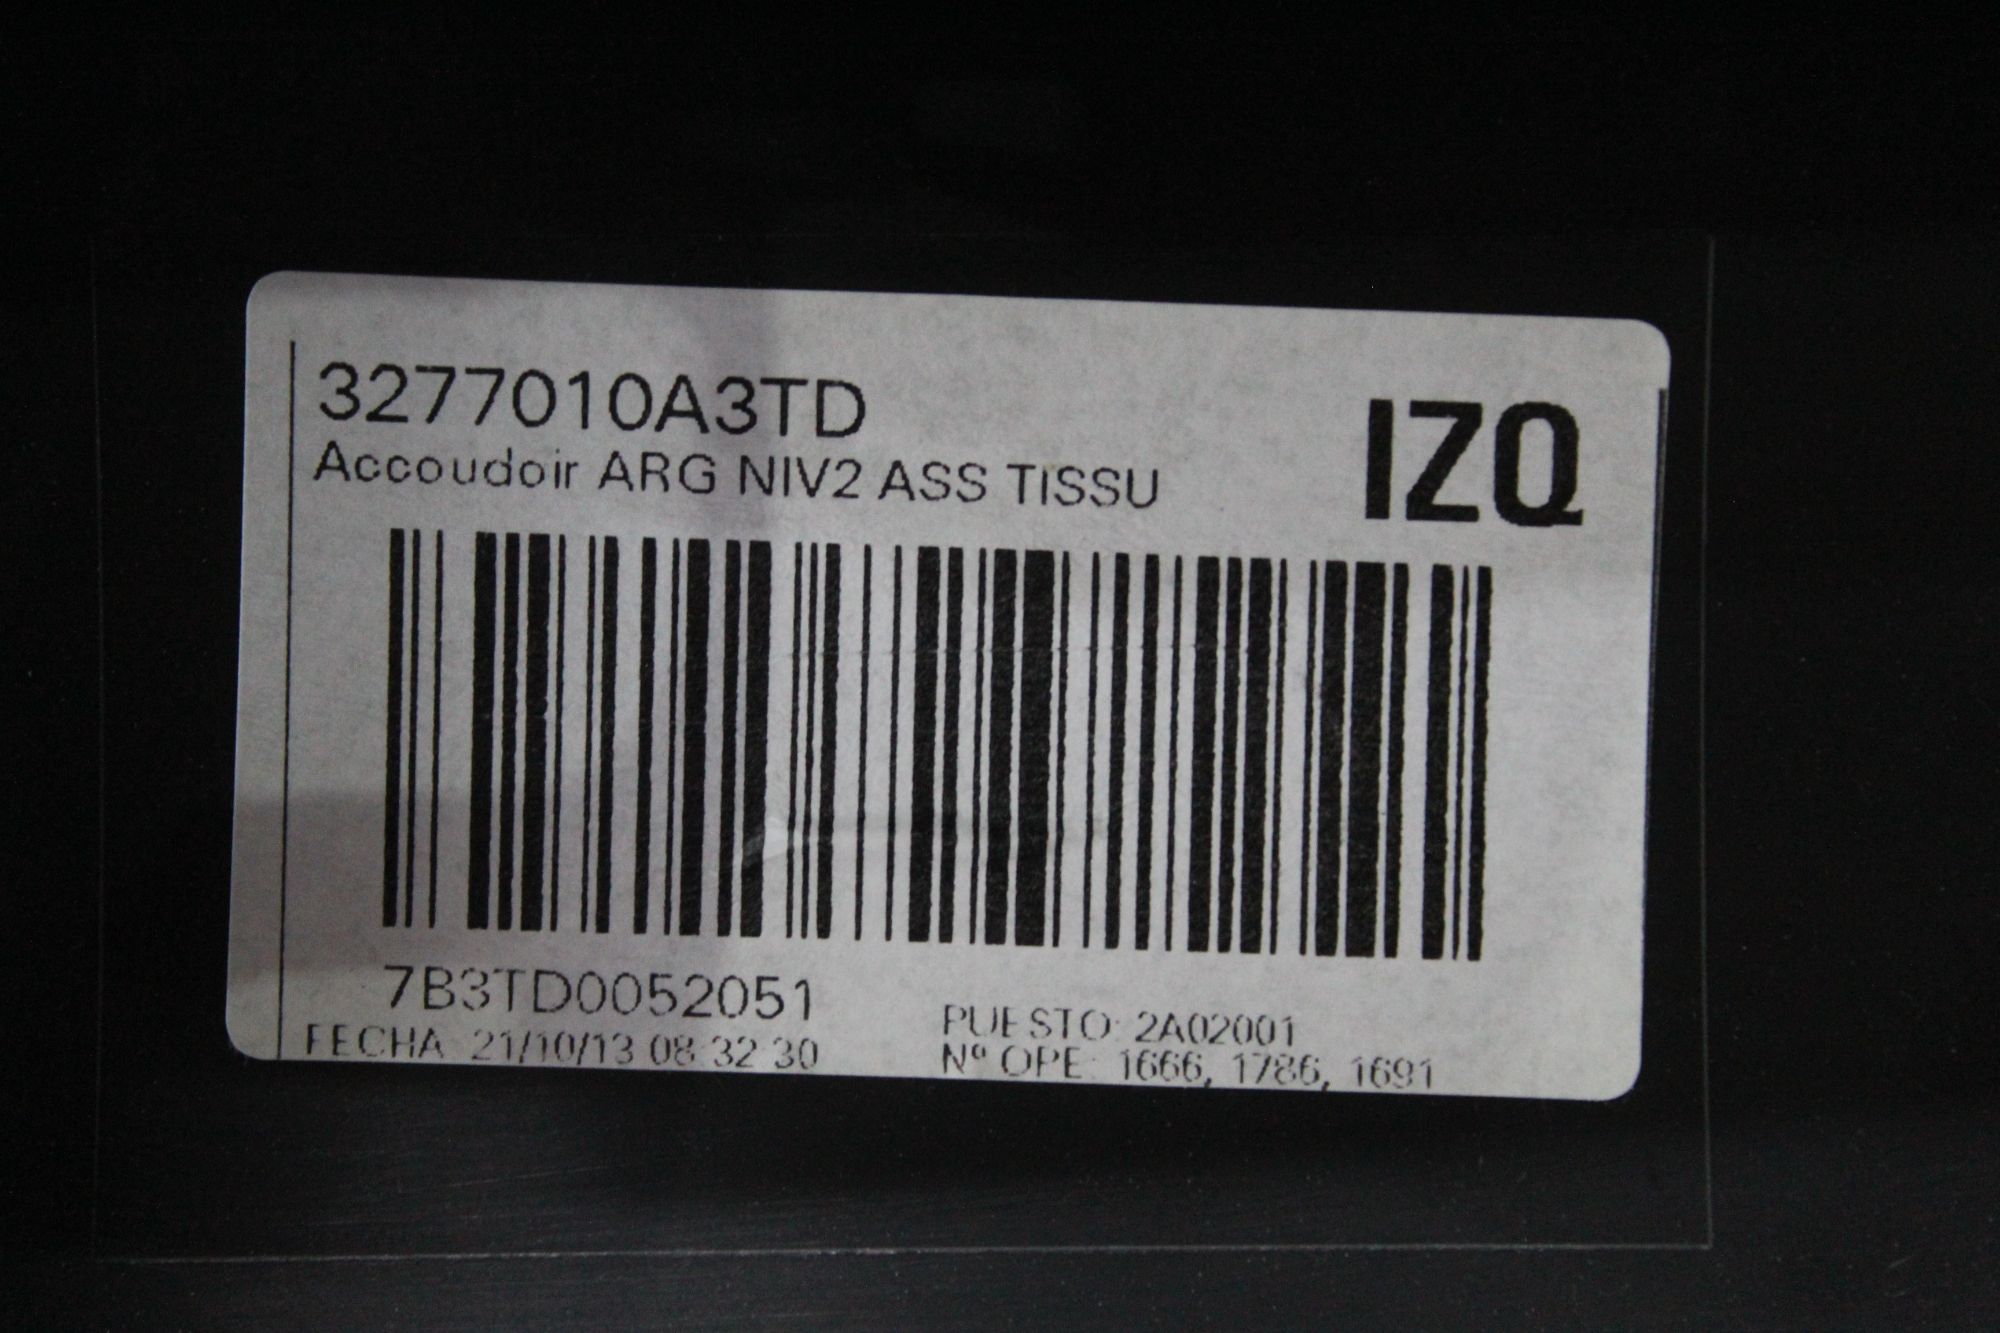 3277010A3TD
Accoudoir ARG NIV2 ASS TISSU
IZQ
7B3TD0052051
FECHA: 21/10/13 08:32:30
PUESTO: 2A02001
Nº OPE: 1666, 1786, 1691